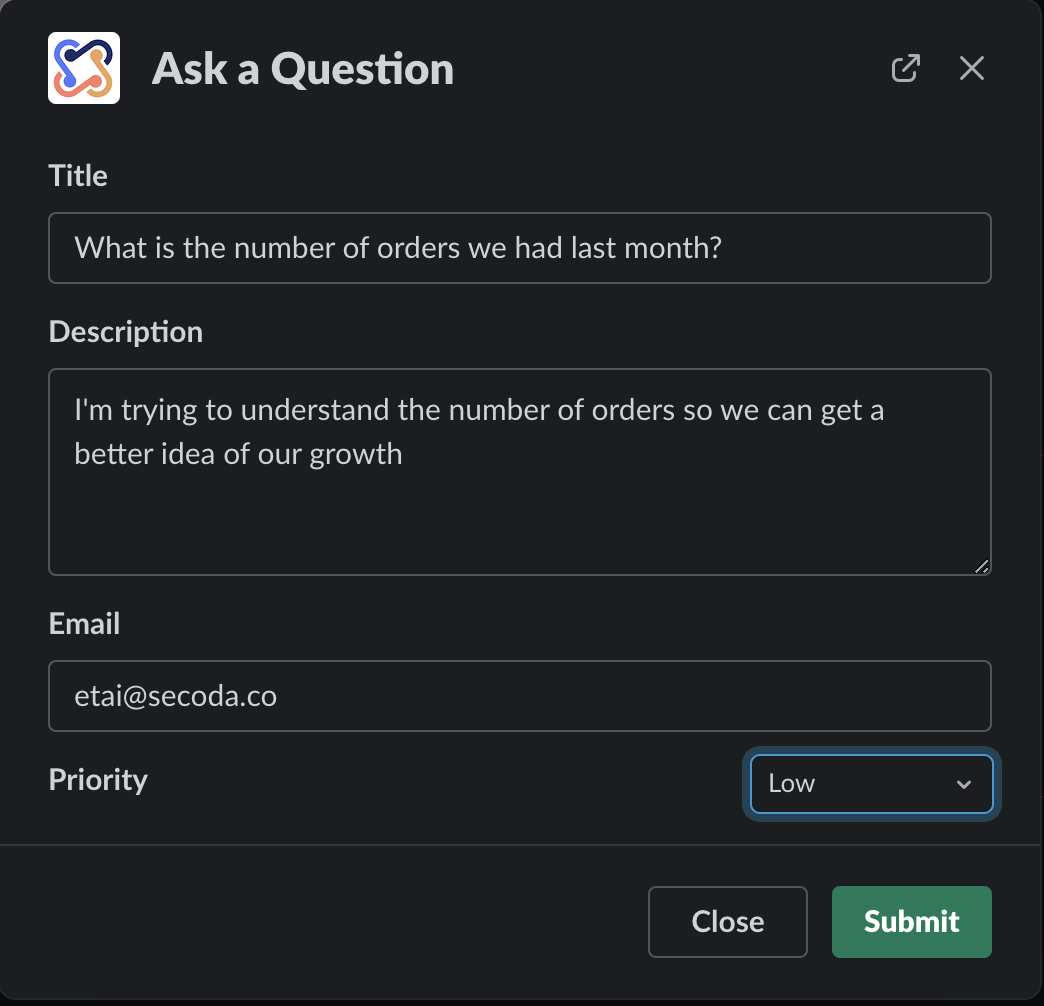 Ask a Question
Title
What is the number of orders we had last month?
Description
I'm trying to understand the number of orders so we can get a
better idea of our growth
Email
etai@secoda.co
Priority
Low
Close
Submit